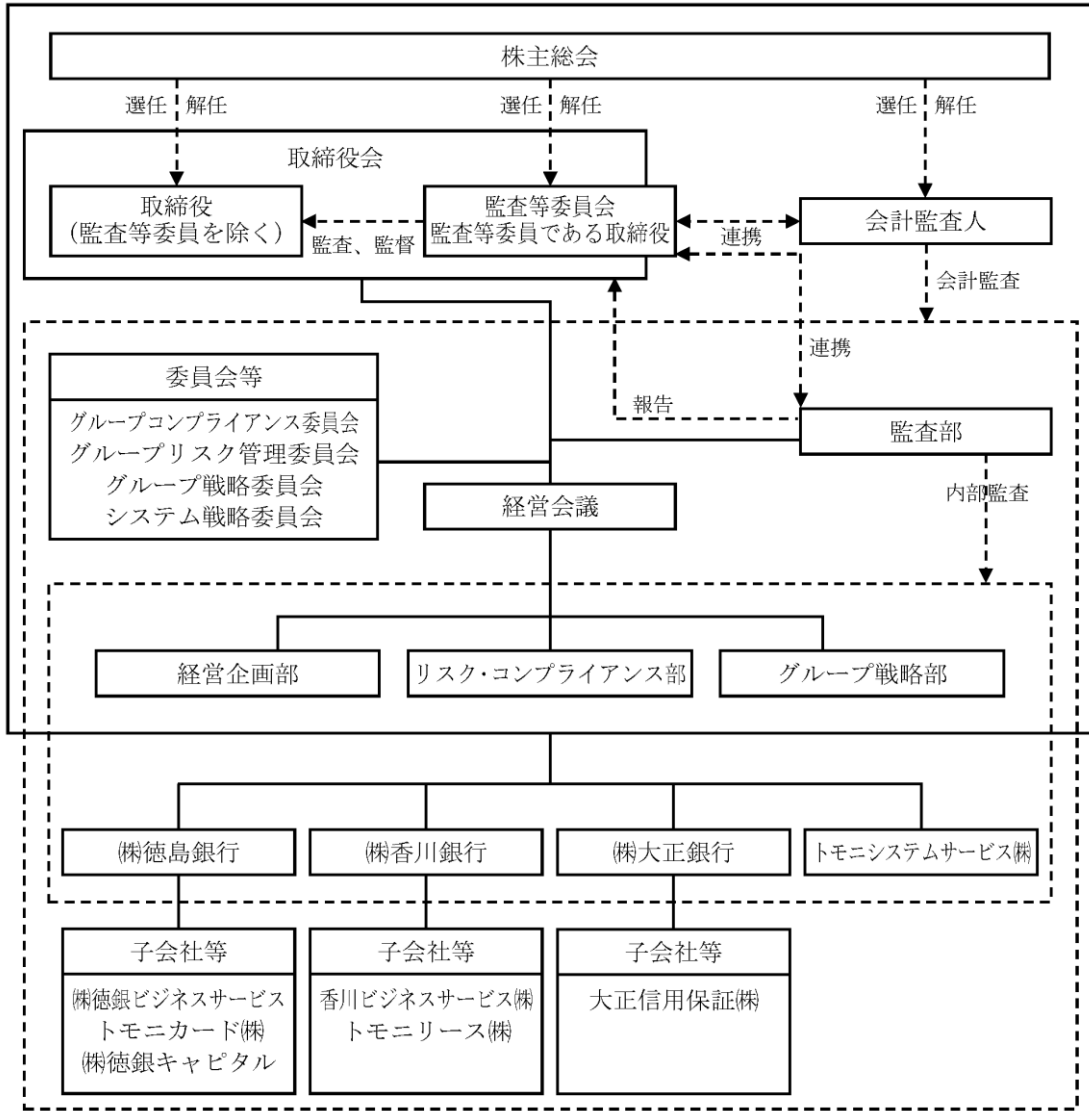 株主総会
選任 解任
選任 解任
選任 解任
取締役会
取締役
(監査等委員を除く)
監査、監督
監査等委員会
監査等委員である取締役
連携
会計監査人
会計監査
連携
報告
委員会等
グループコンプライアンス委員会
グループリスク管理委員会
グループ戦略委員会
システム戦略委員会
監査部
内部監査
経営会議
経営企画部
リスク・コンプライアンス部
グループ戦略部
㈱徳島銀行
㈱香川銀行
㈱大正銀行
トモニシステムサービス㈱
子会社等
㈱徳銀ビジネスサービス
トモニカード㈱
㈱徳銀キャピタル
子会社等
香川ビジネスサービス㈱
トモニリース㈱
子会社等
大正信用保証㈱